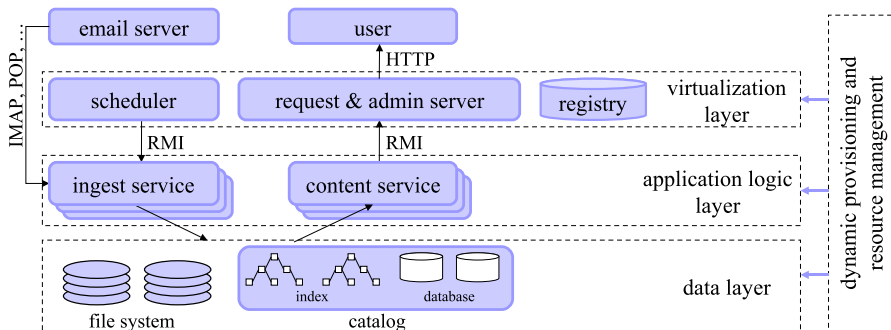 email server
user
IMAP, POP, ...
HTTP
scheduler
request & admin server
registry
virtualization
layer
RMI
RMI
ingest service
content service
application logic
layer
index
database
data layer
file system
catalog
dynamic provisioning and
resource management